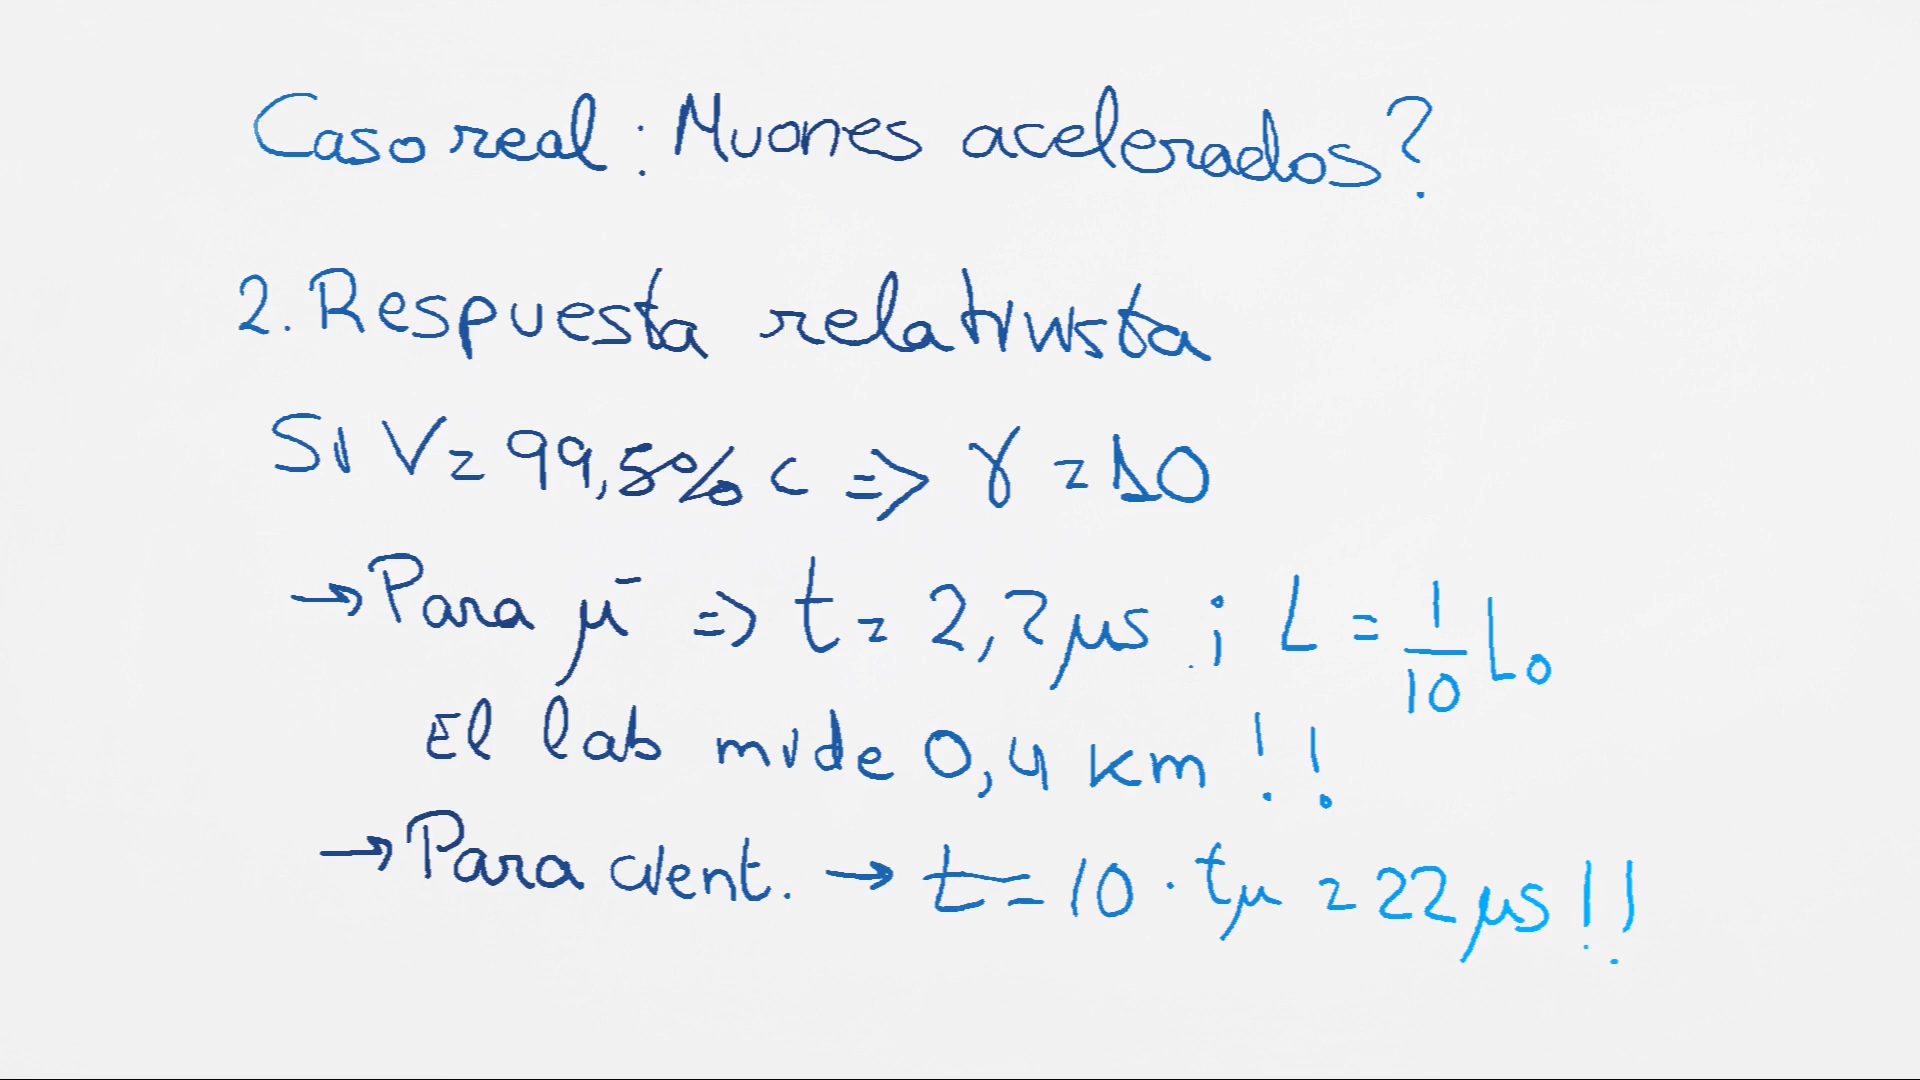 Caso real: Muones acelerados?
2. Respuesta relativista
Si V = 99,5% c => γ = 10
→ Para μ⁻ => t = 2,2 μs ; L = 1/10 L₀
El lab mide 0,4 km !!
→ Para cient. → t = 10 · tμ = 22 μs !!